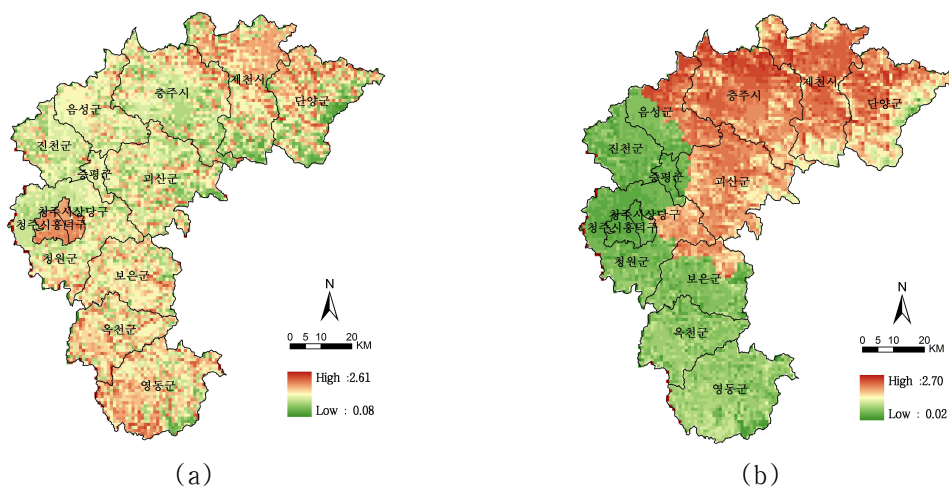 제천시
충주시
단양군
음성군
진천군
증평군
괴산군
청주시상당구
청주시흥덕구
청원군
보은군
옥천군
영동군
N
0 5 10 20
KM
High :2.61
Low : 0.08
(a)
제천시
충주시
단양군
음성군
진천군
증평군
괴산군
청주시상당구
청주시흥덕구
청원군
보은군
옥천군
영동군
N
0 5 10 20
KM
High :2.70
Low : 0.02
(b)